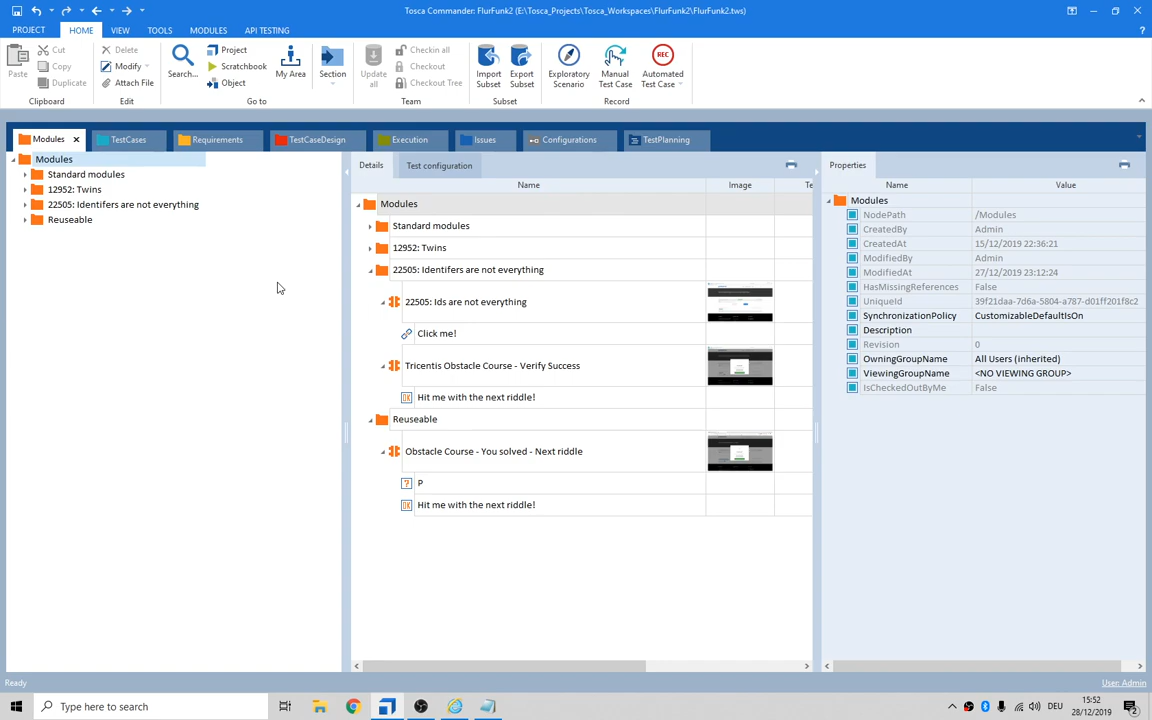 Tosca Commander: FlurFunk2 (E:\Tosca_Projects\Tosca_Workspaces\FlurFunk2\FlurFunk2.tws)
PROJECT HOME VIEW TOOLS MODULES API TESTING
Paste
Cut
Copy
Duplicate
Clipboard
Delete
Modify
Attach File
Edit
Search...
Project
Scratchbook
Object
My Area
Section
Go to
Update all
Checkin all
Checkout
Checkout Tree
Team
Import Subset
Export Subset
Subset
Exploratory Scenario
Manual Test Case
REC
Automated Test Case
Record
Modules TestCases Requirements TestCaseDesign Execution Issues Configurations TestPlanning
Modules
Standard modules
12952: Twins
22505: Identifers are not everything
Reuseable
Details Test configuration
Name Image Te
Modules
Standard modules
12952: Twins
22505: Identifers are not everything
22505: Ids are not everything
Click me!
Tricentis Obstacle Course - Verify Success
OK Hit me with the next riddle!
Reuseable
Obstacle Course - You solved - Next riddle
? P
OK Hit me with the next riddle!
Properties
Name Value
Modules
NodePath /Modules
CreatedBy Admin
CreatedAt 15/12/2019 22:36:21
ModifiedBy Admin
ModifiedAt 27/12/2019 23:12:24
HasMissingReferences False
UniqueId 39f21daa-7d6a-5804-a787-d01ff201f8c2
SynchronizationPolicy CustomizableDefaultIsOn
Description
Revision 0
OwningGroupName All Users (inherited)
ViewingGroupName <NO VIEWING GROUP>
IsCheckedOutByMe False
Ready User: Admin
Type here to search
DEU
15:52
28/12/2019
2